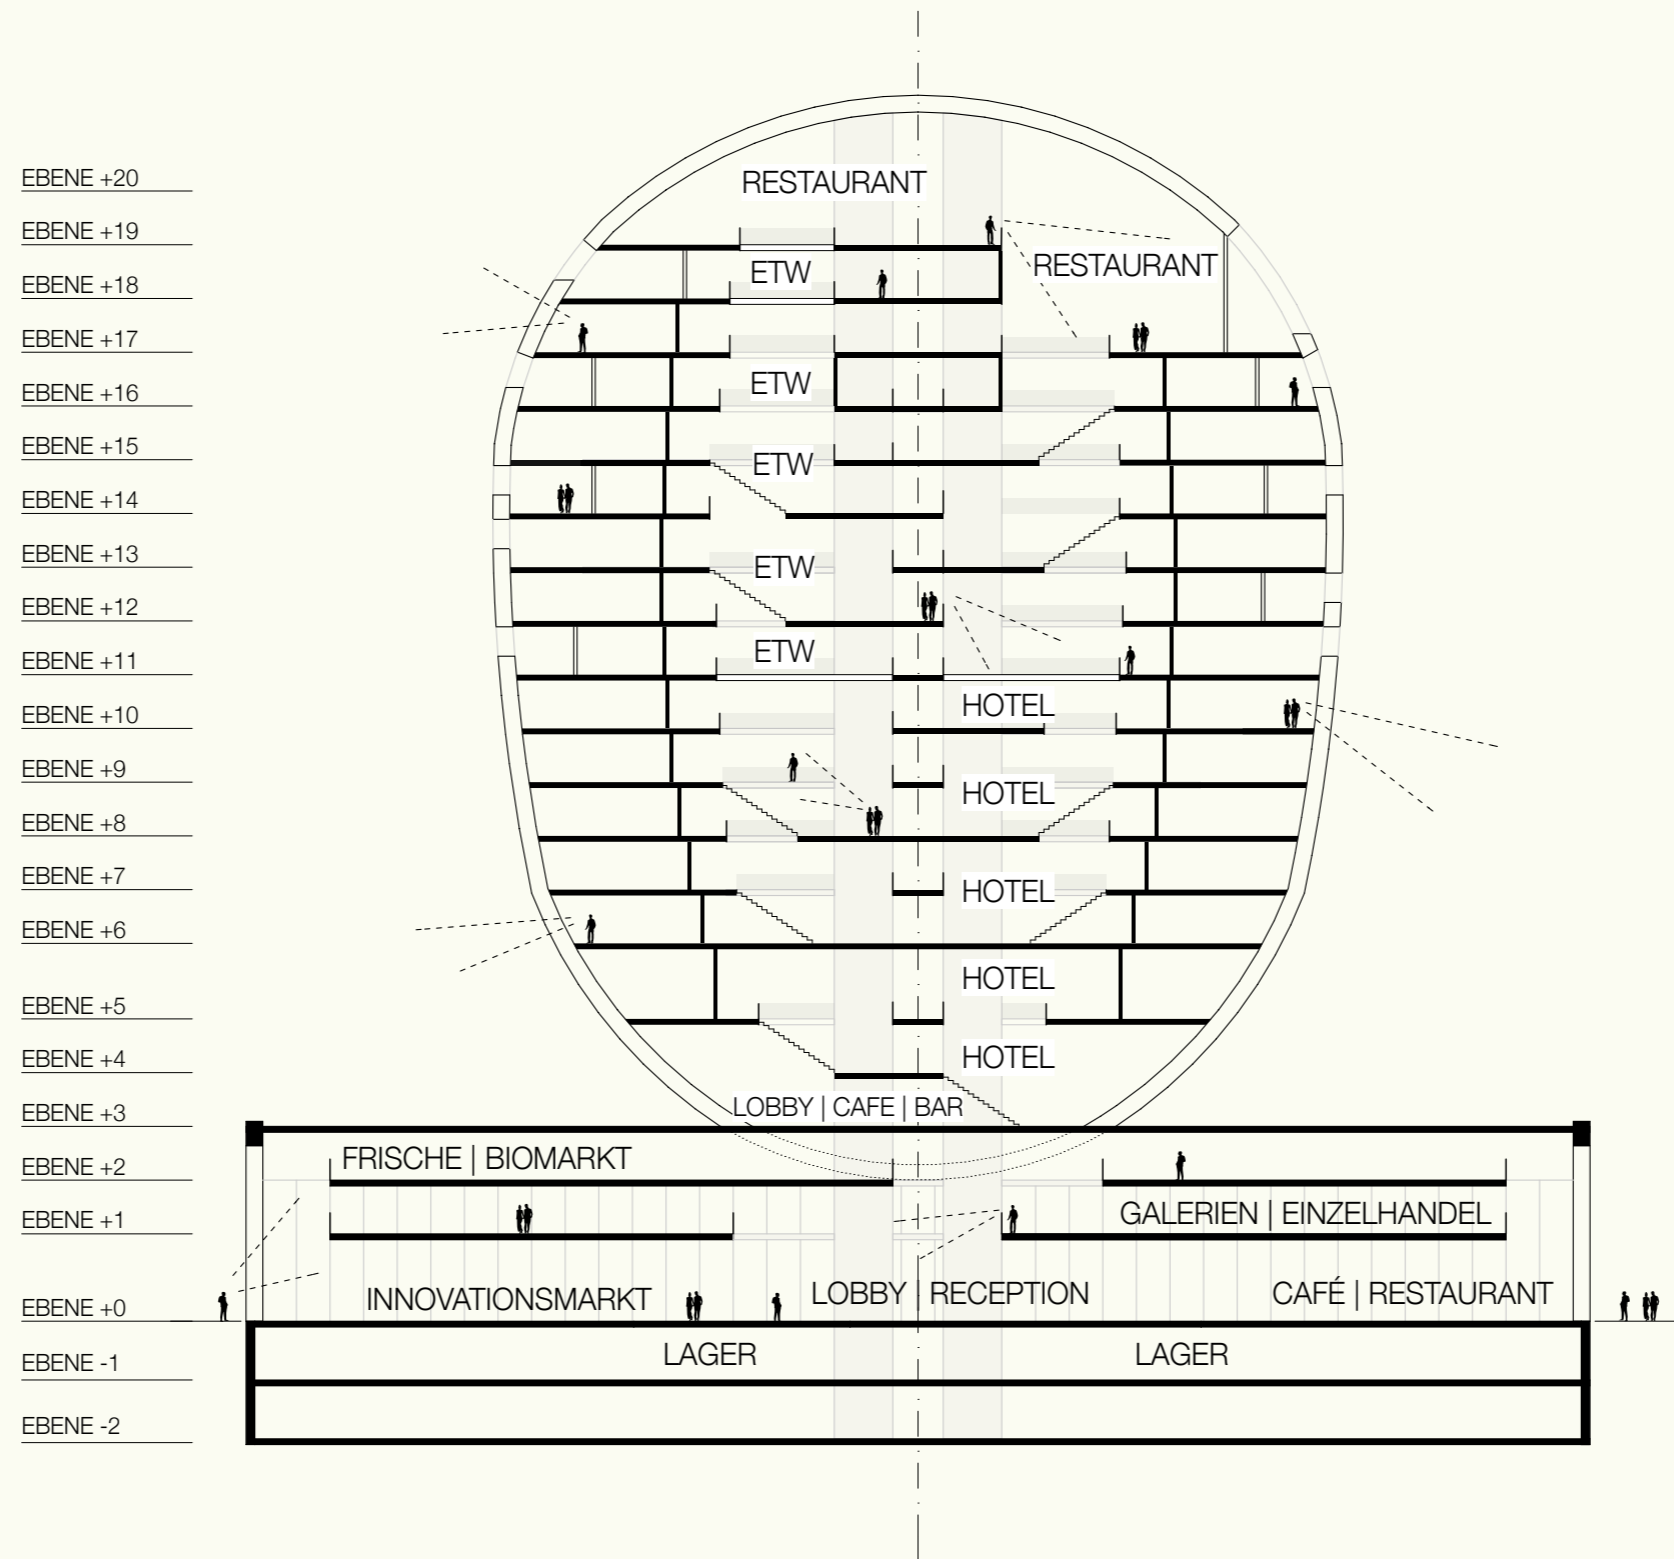 EBENE +20
RESTAURANT
EBENE +19
RESTAURANT
ETW
EBENE +18
EBENE +17
ETW
EBENE +16
EBENE +15
ETW
EBENE +14
EBENE +13
ETW
EBENE +12
ETW
EBENE +11
HOTEL
EBENE +10
EBENE +9
HOTEL
EBENE +8
EBENE +7
HOTEL
EBENE +6
HOTEL
EBENE +5
HOTEL
EBENE +4
LOBBY | CAFE | BAR
EBENE +3
FRISCHE | BIOMARKT
EBENE +2
GALERIEN | EINZELHANDEL
EBENE +1
INNOVATIONSMARKT
LOBBY | RECEPTION
CAFÉ | RESTAURANT
EBENE +0
LAGER
LAGER
EBENE -1
EBENE -2